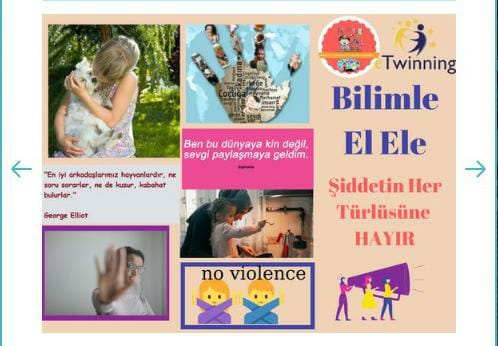 "En iyi arkadaşlarımız hayvanlardır, ne
soru sorarlar, ne de kusur, kabahat
bulurlar."
George Elliot
Ben bu dünyaya kin değil,
sevgi paylaşmaya geldim.
no violence
eTwinning
Bilimle
El Ele
Şiddetin Her
Türlüsüne
HAYIR